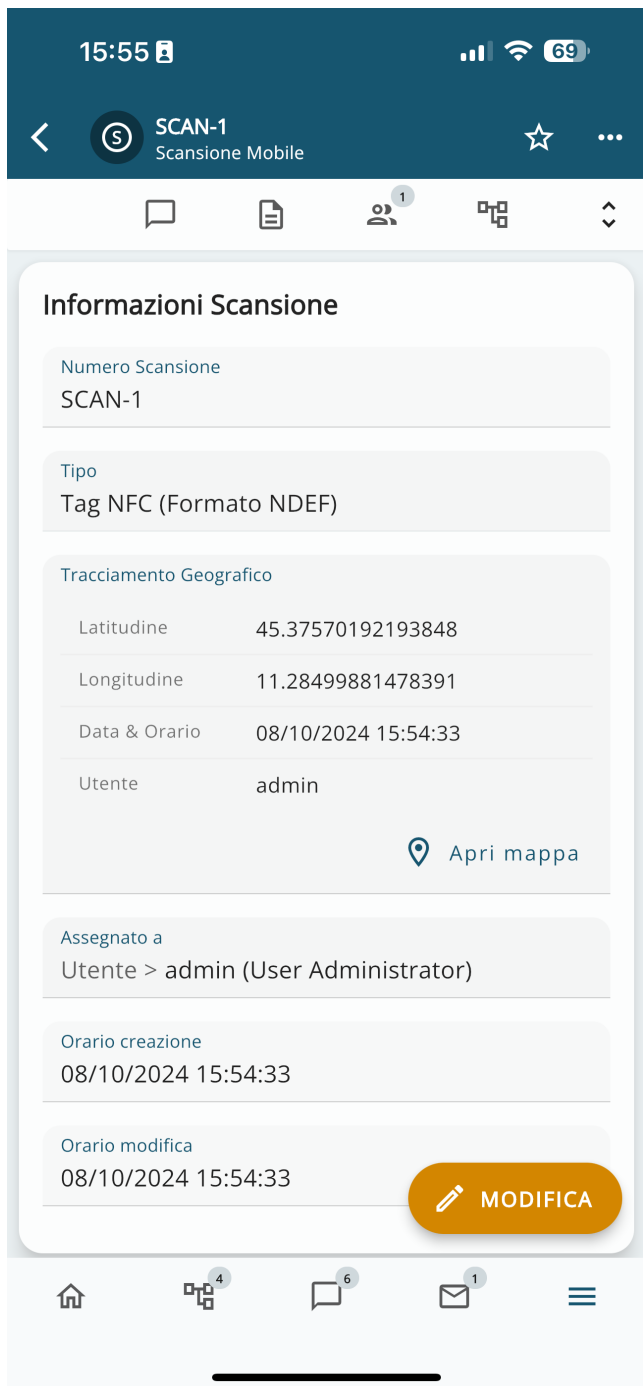 15:55
69
SCAN-1
Scansione Mobile
1
Informazioni Scansione
Numero Scansione
SCAN-1
Tipo
Tag NFC (Formato NDEF)
Tracciamento Geografico
Latitudine 45.37570192193848
Longitudine 11.28499881478391
Data & Orario 08/10/2024 15:54:33
Utente admin
Apri mappa
Assegnato a
Utente > admin (User Administrator)
Orario creazione
08/10/2024 15:54:33
Orario modifica
08/10/2024 15:54:33
MODIFICA
4 6 1